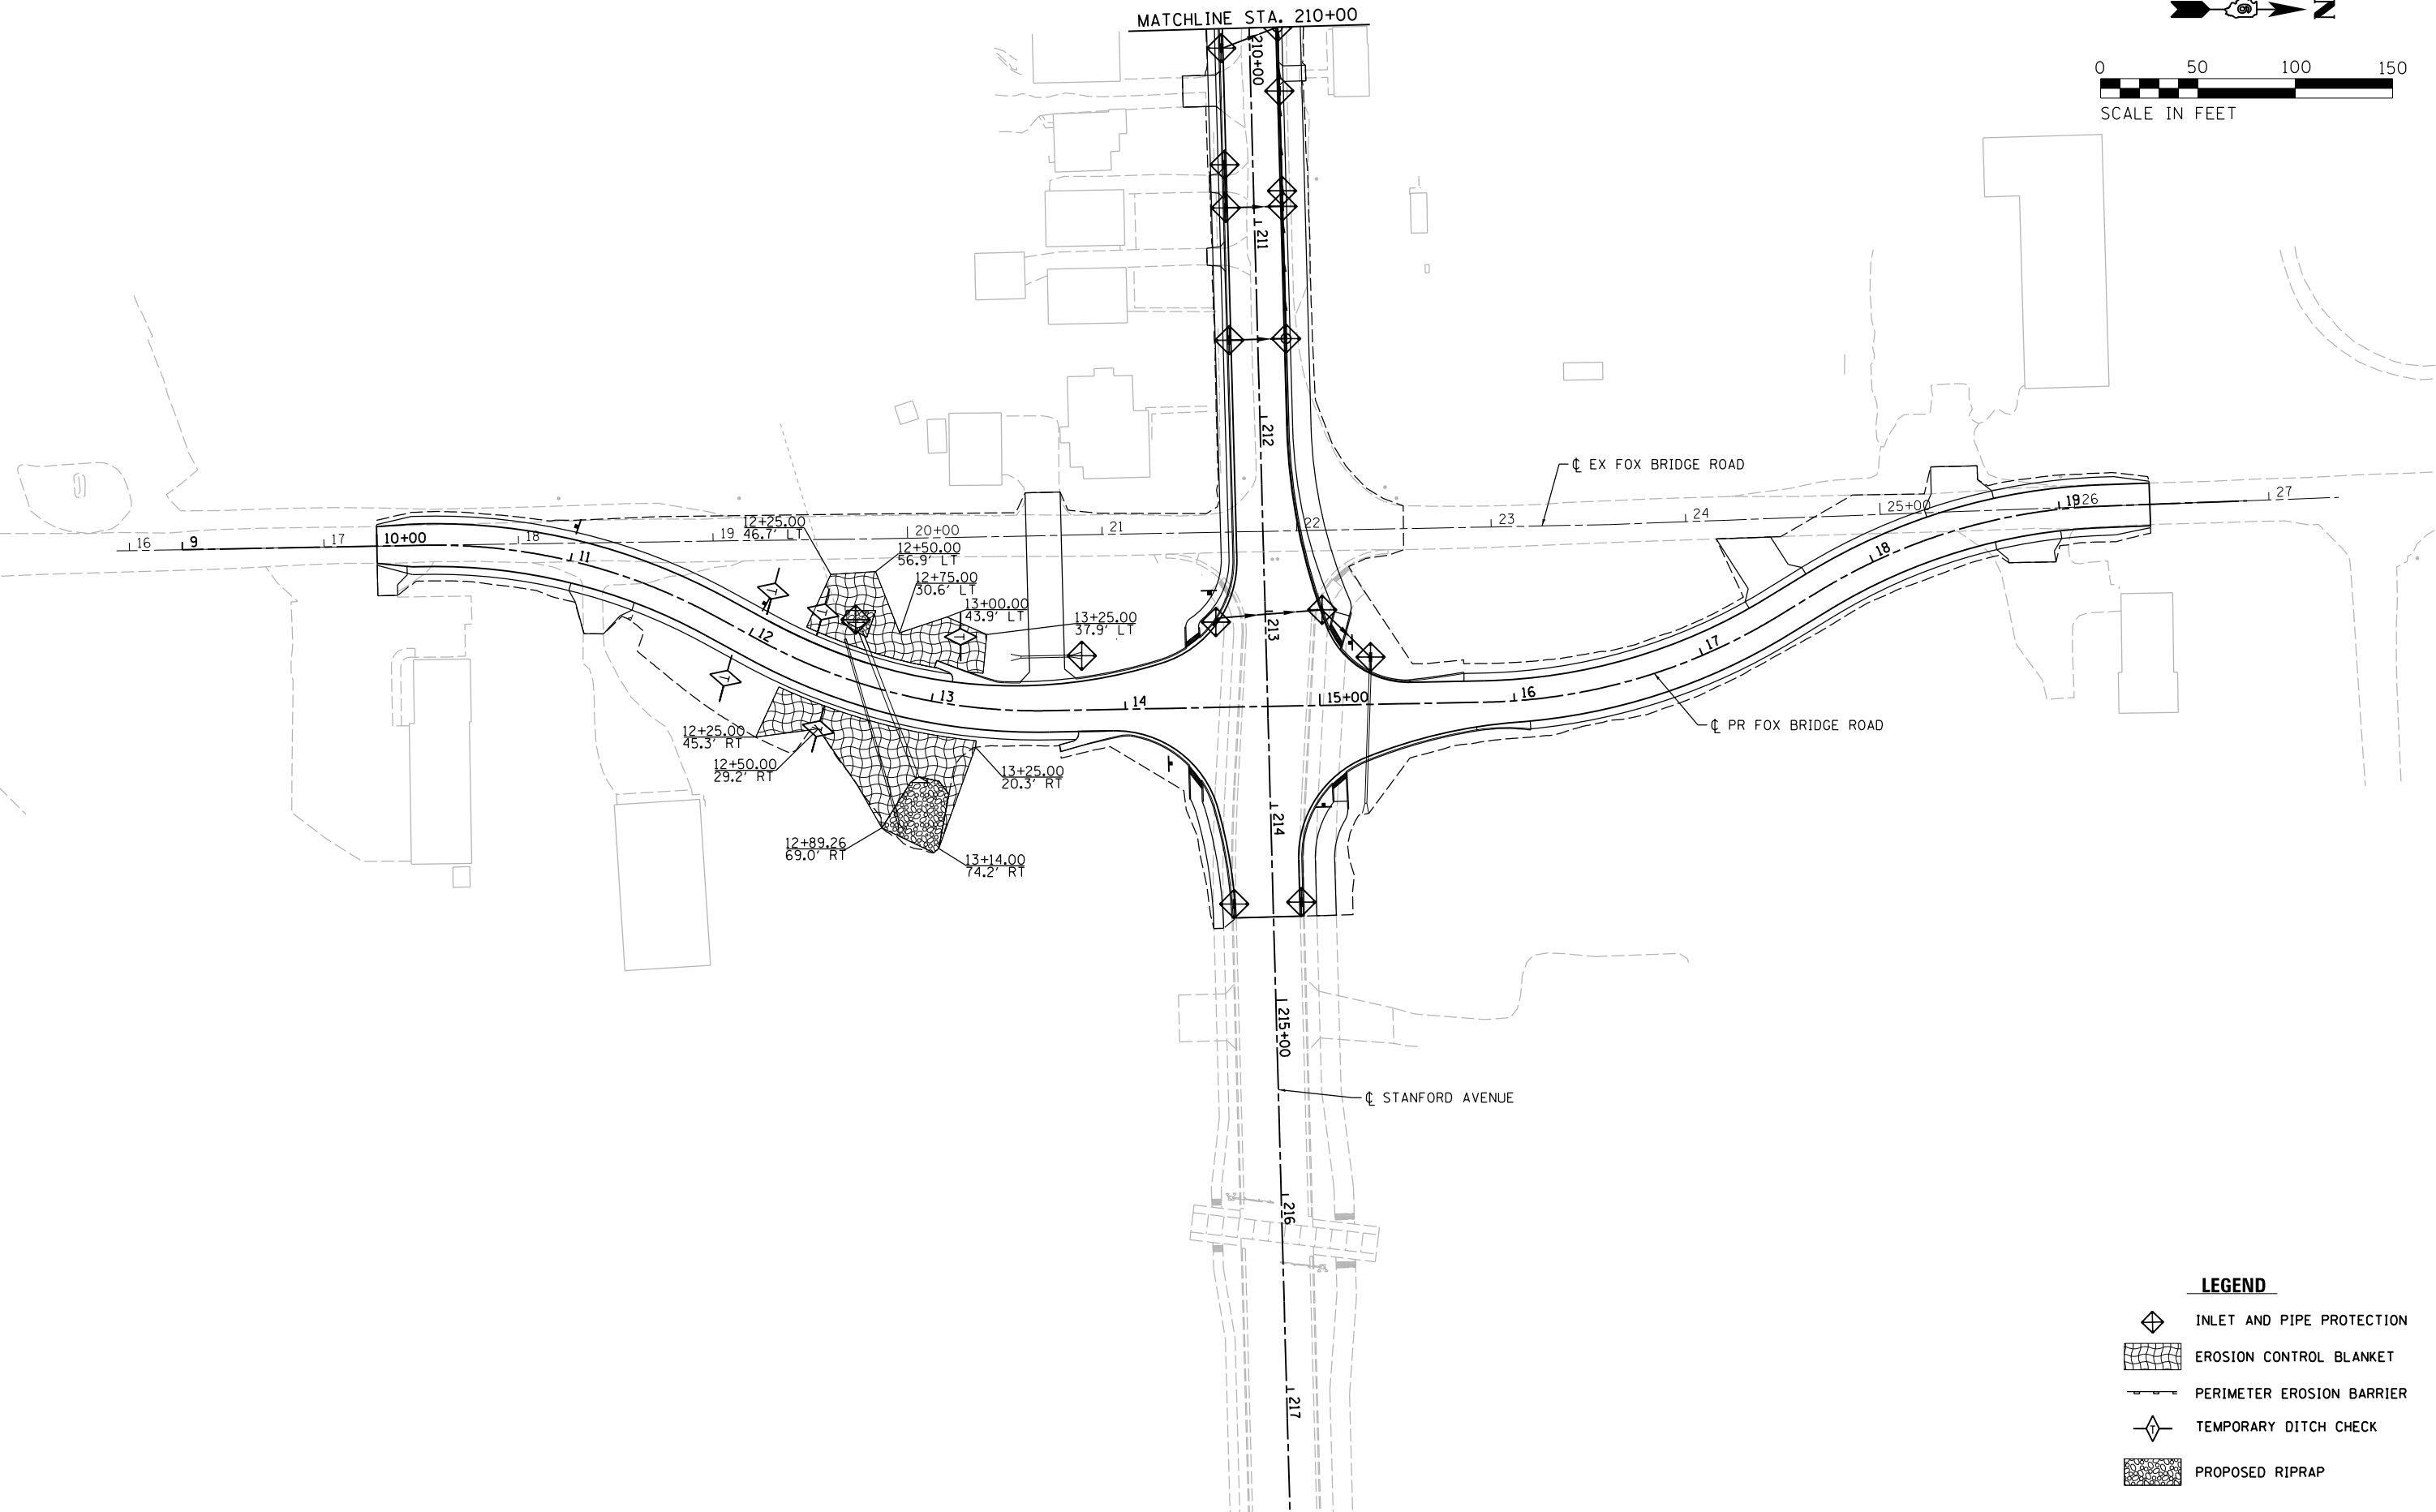 MATCHLINE STA. 210+00
N
0 50 100 150
SCALE IN FEET
210+00
211
212
213
214
215+00
216
217
℄ EX FOX BRIDGE ROAD
16
17
18
19
20+00
21
22
23
24
25+00
26
27
9
10+00
11
12
13
14
15+00
16
17
18
19
12+25.00
46.7' LT
12+50.00
56.9' LT
12+75.00
30.6' LT
13+00.00
43.9' LT
13+25.00
37.9' LT
T
T
T
T
T
12+25.00
45.3' RT
12+50.00
29.2' RT
13+25.00
20.3' RT
12+89.26
69.0' RT
13+14.00
74.2' RT
℄ PR FOX BRIDGE ROAD
℄ STANFORD AVENUE
LEGEND
INLET AND PIPE PROTECTION
EROSION CONTROL BLANKET
PERIMETER EROSION BARRIER
T TEMPORARY DITCH CHECK
PROPOSED RIPRAP